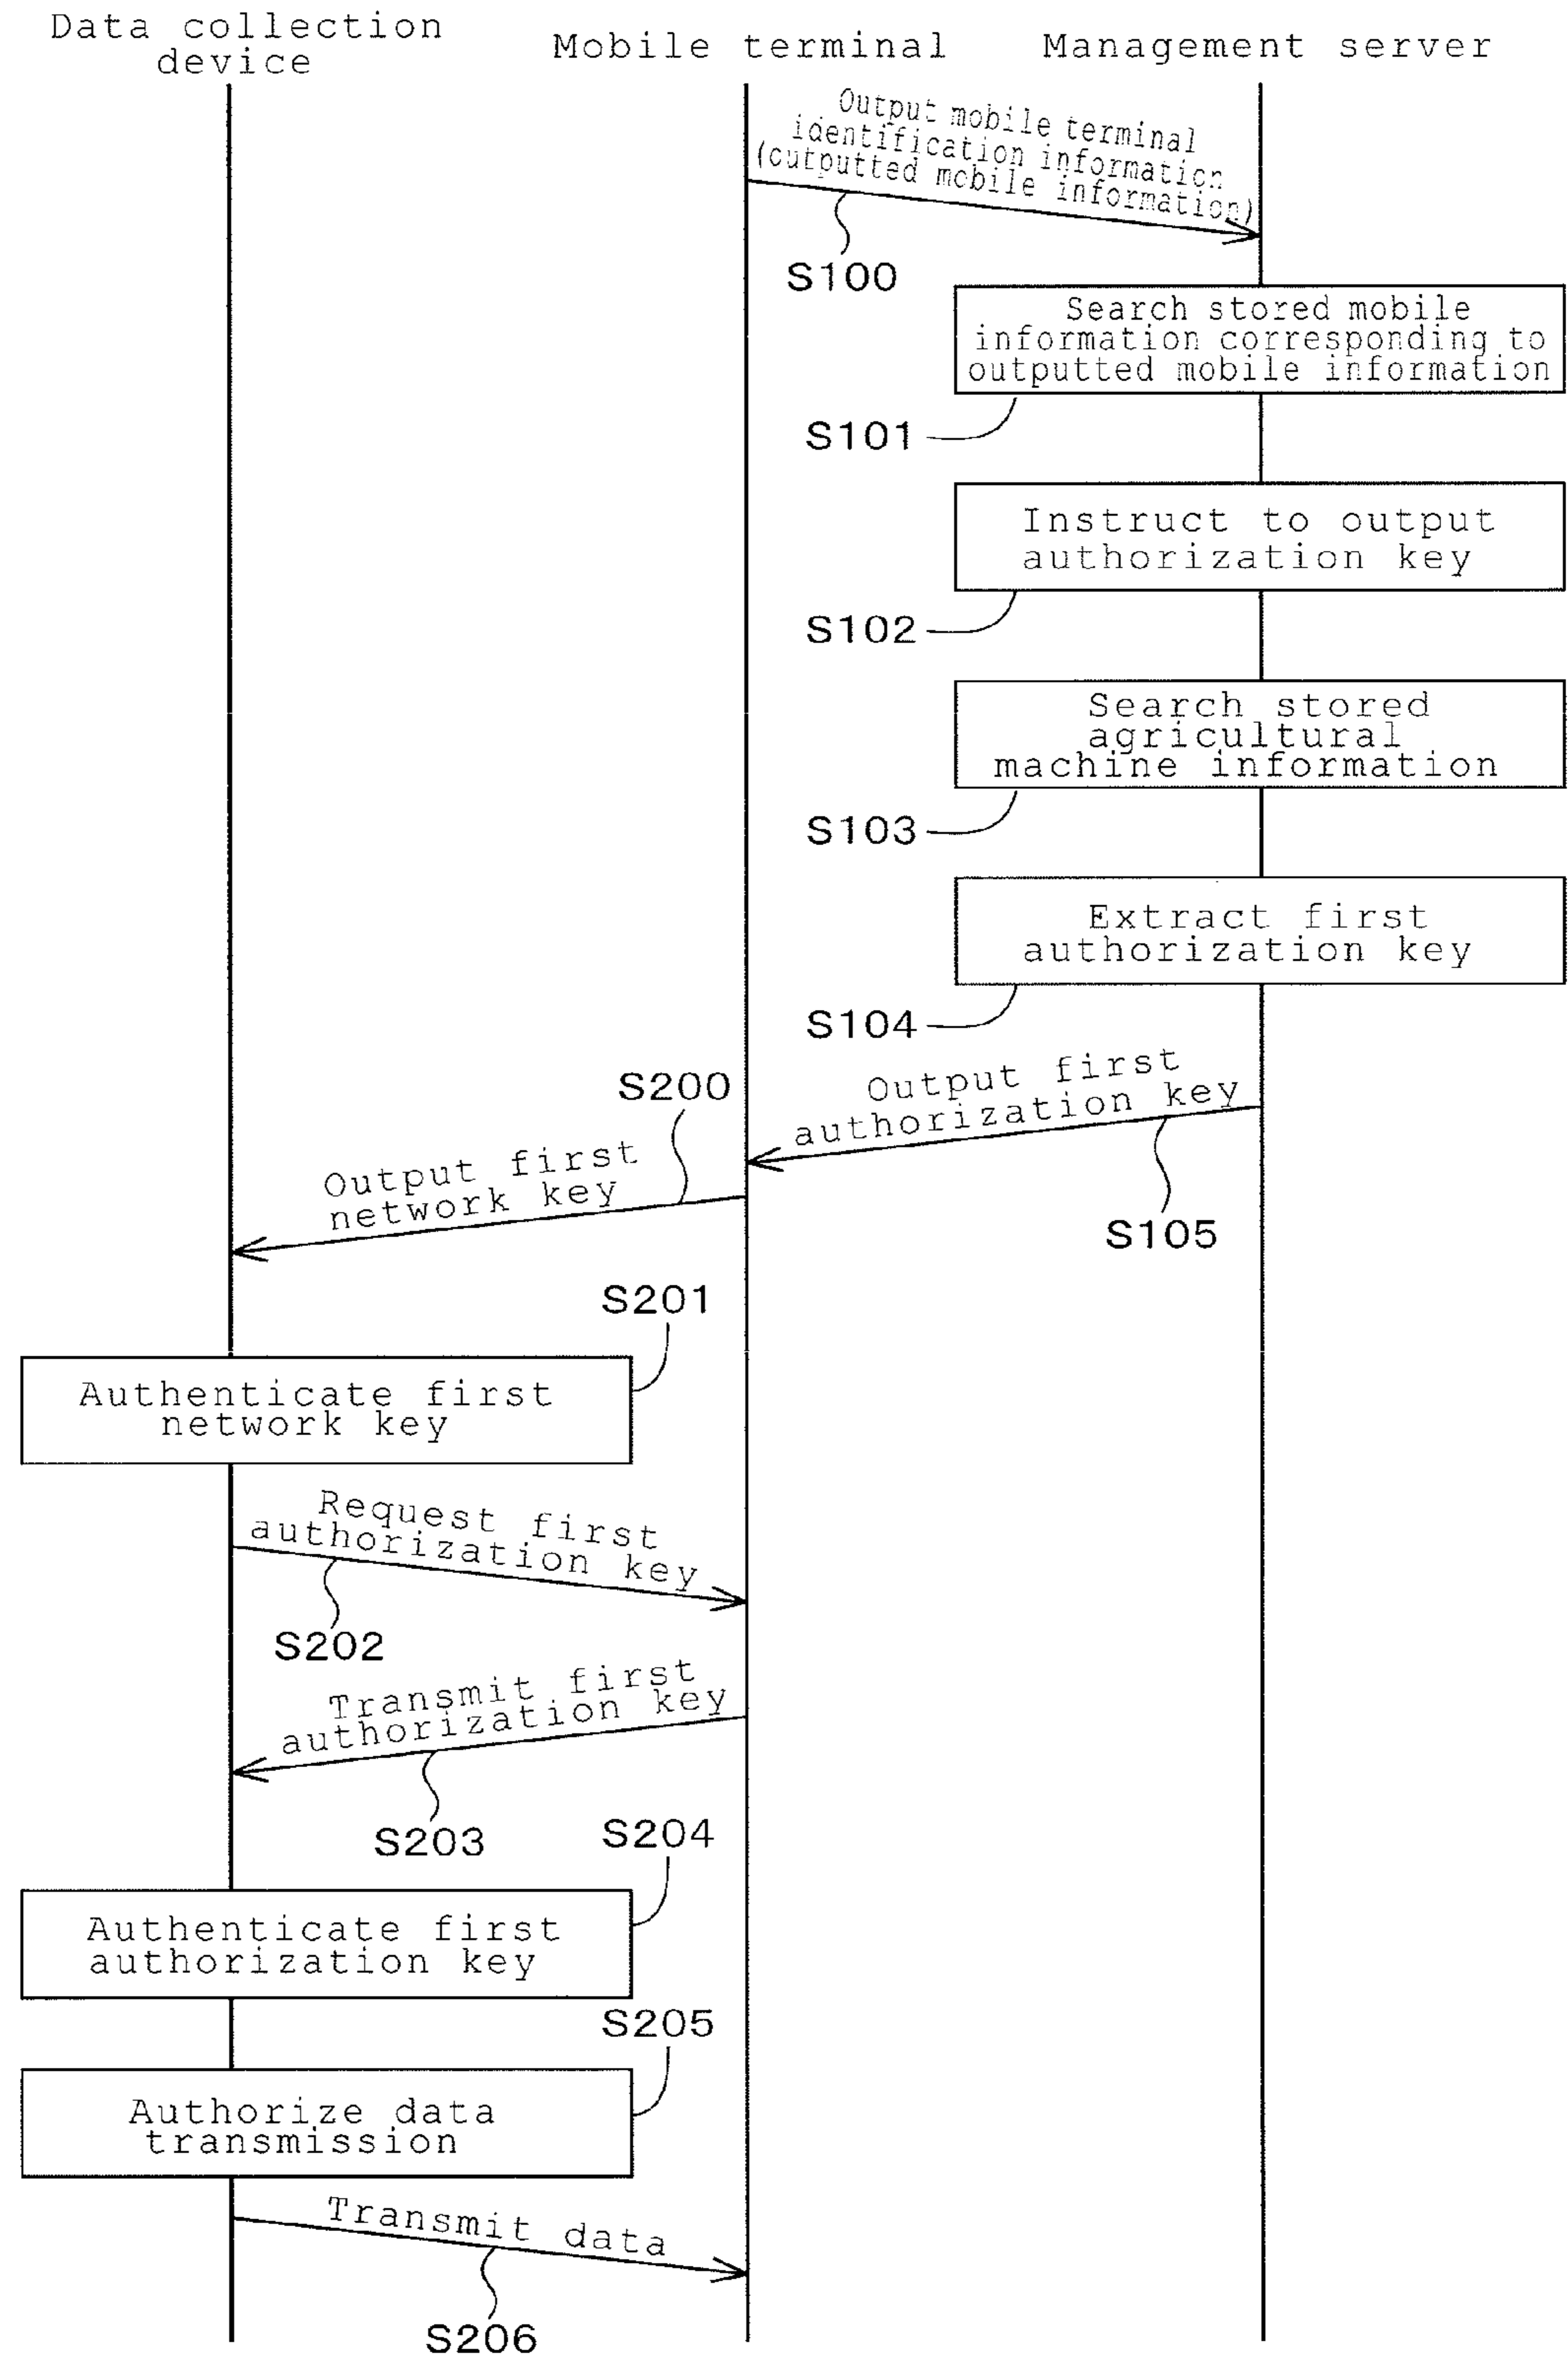 Data collection
device
Mobile terminal
Management server
Output mobile terminal
identification information
(outputted mobile information)
S100
Search stored mobile
information corresponding to
outputted mobile information
S101
Instruct to output
authorization key
S102
Search stored
agricultural
machine information
S103
Extract first
authorization key
S104
Output first
authorization key
S105
S200
Output first
network key
S201
Authenticate first
network key
Request first
authorization key
S202
Transmit first
authorization key
S203
S204
Authenticate first
authorization key
S205
Authorize data
transmission
Transmit data
S206